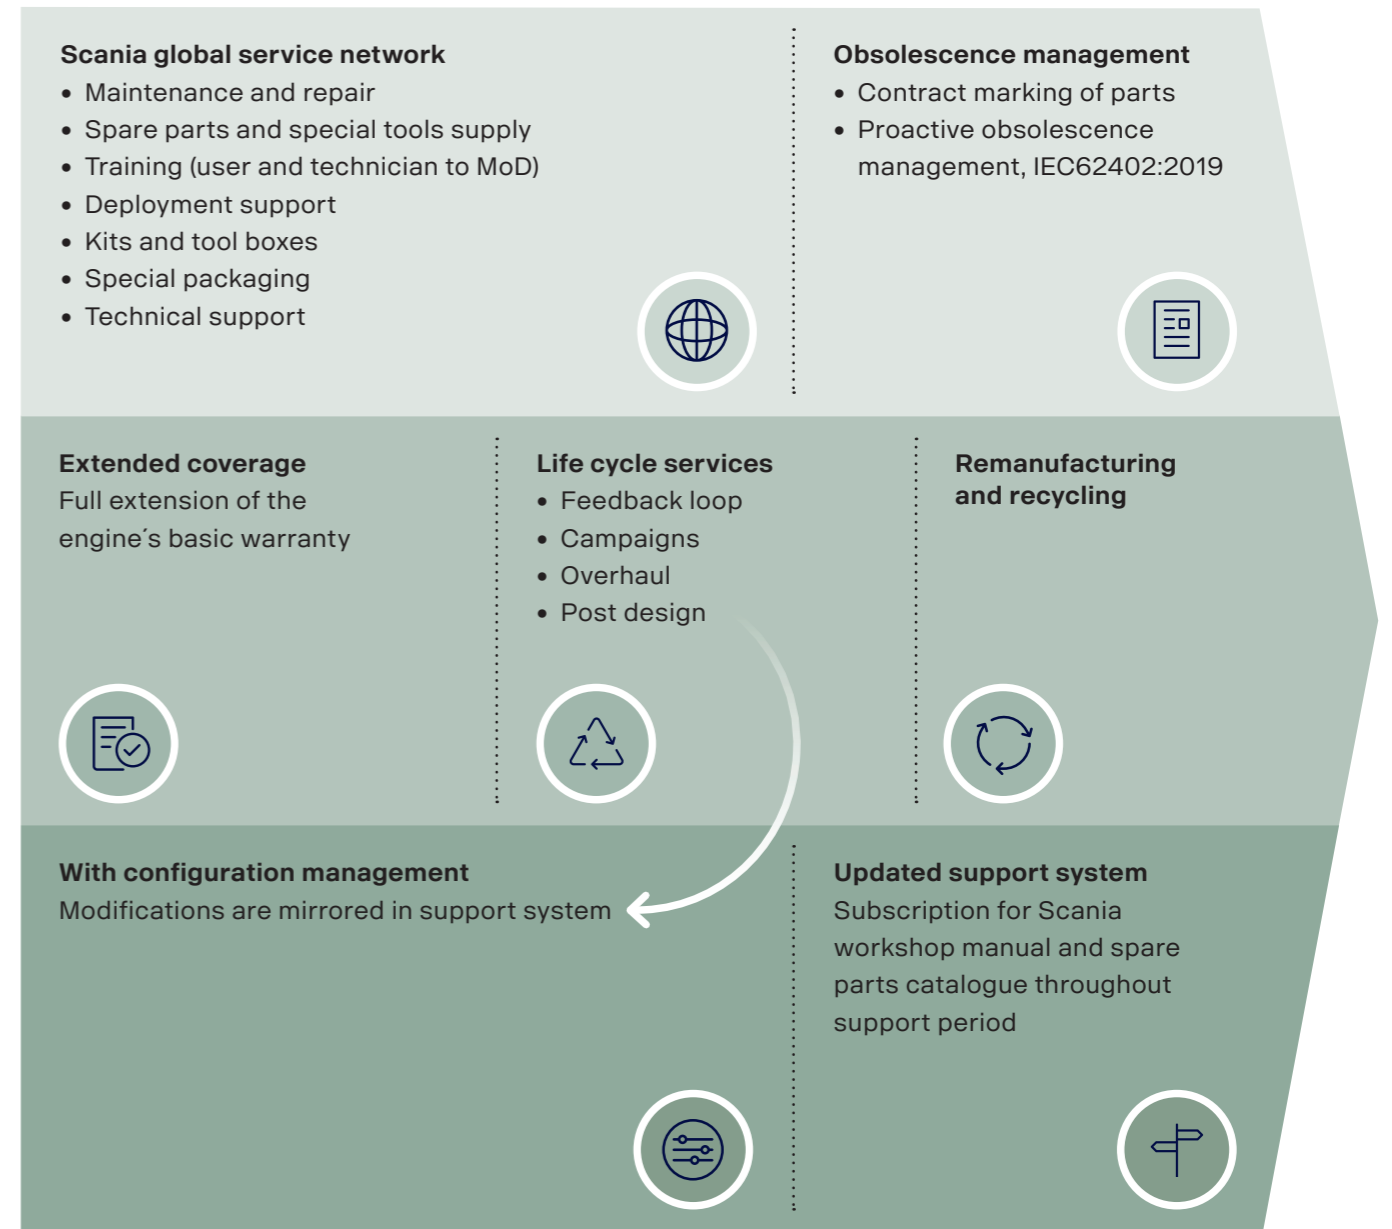 Scania global service network
• Maintenance and repair
• Spare parts and special tools supply
• Training (user and technician to MoD)
• Deployment support
• Kits and tool boxes
• Special packaging
• Technical support
Obsolescence management
• Contract marking of parts
• Proactive obsolescence
management, IEC62402:2019
Extended coverage
Full extension of the
engine´s basic warranty
Life cycle services
• Feedback loop
• Campaigns
• Overhaul
• Post design
Remanufacturing
and recycling
With configuration management
Modifications are mirrored in support system
Updated support system
Subscription for Scania
workshop manual and spare
parts catalogue throughout
support period